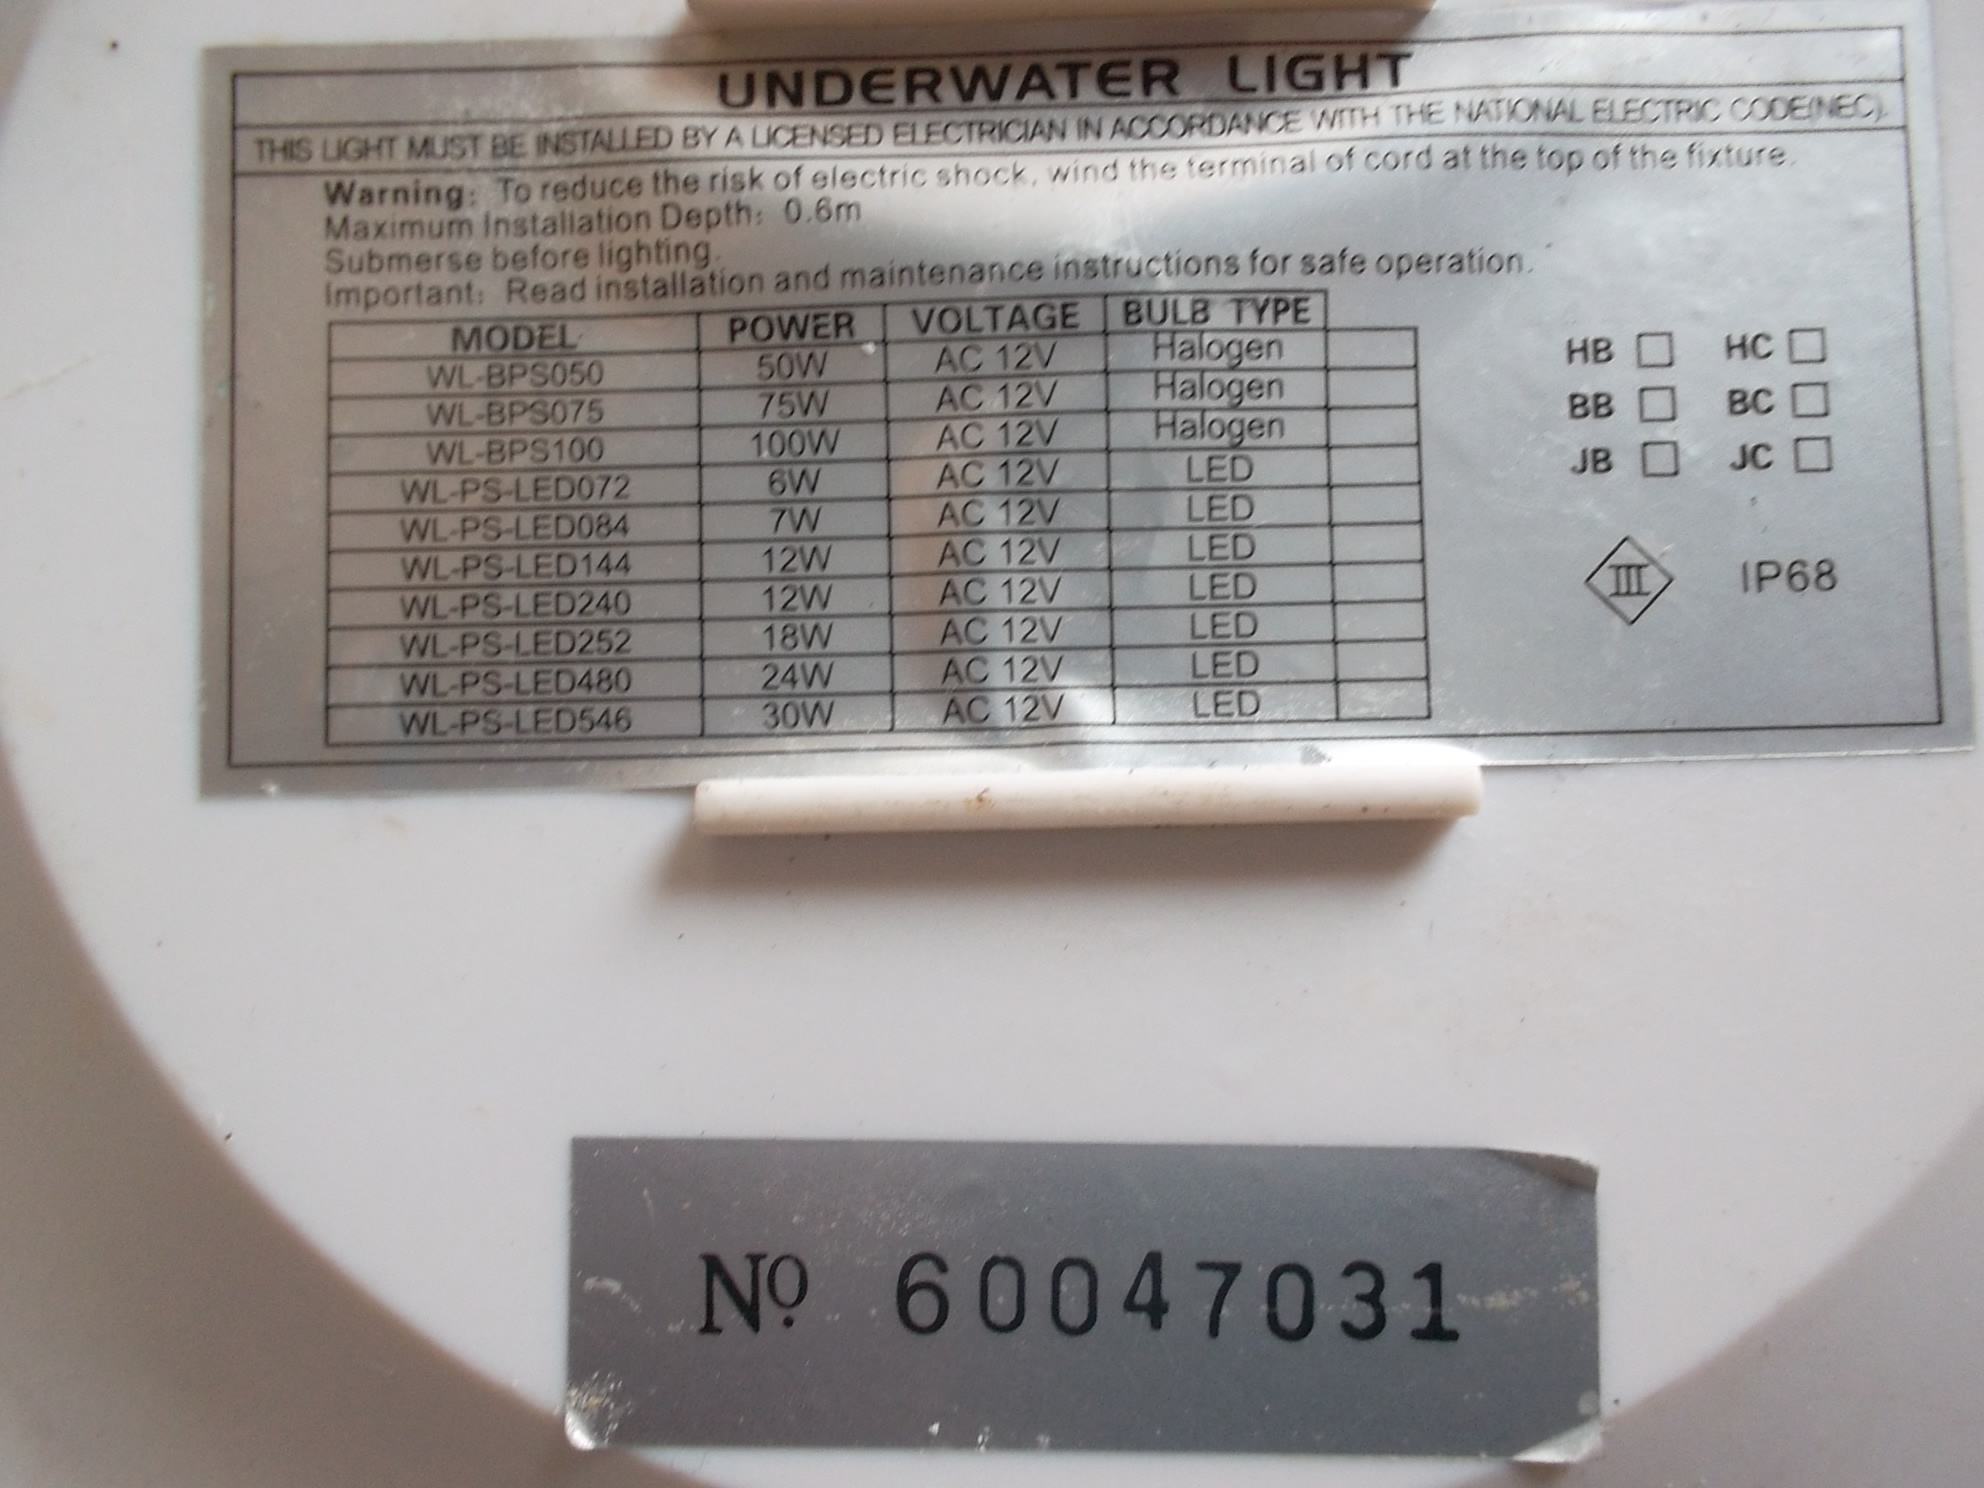 UNDERWATER LIGHT
THIS LIGHT MUST BE INSTALLED BY A LICENSED ELECTRICIAN IN ACCORDANCE WITH THE NATIONAL ELECTRIC CODE(NEC).
Warning: To reduce the risk of electric shock, wind the terminal of cord at the top of the fixture.
Maximum Installation Depth: 0.6m
Submerse before lighting.
Important: Read installation and maintenance instructions for safe operation.
MODEL POWER VOLTAGE BULB TYPE
WL-BPS050 50W AC 12V Halogen
WL-BPS075 75W AC 12V Halogen
WL-BPS100 100W AC 12V Halogen
WL-PS-LED072 6W AC 12V LED
WL-PS-LED084 7W AC 12V LED
WL-PS-LED144 12W AC 12V LED
WL-PS-LED240 12W AC 12V LED
WL-PS-LED252 18W AC 12V LED
WL-PS-LED480 24W AC 12V LED
WL-PS-LED546 30W AC 12V LED
HB □ HC □
BB □ BC □
JB □ JC □
III IP68
Nº 60047031